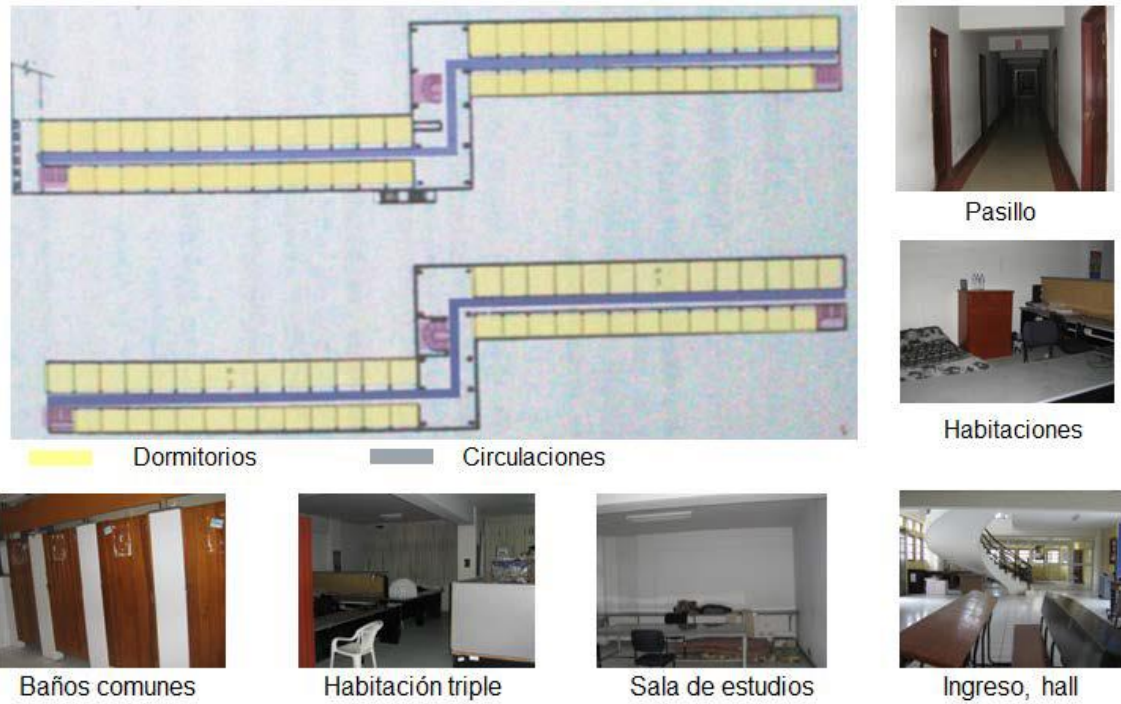 Pasillo
Habitaciones
Dormitorios
Circulaciones
Baños comunes
Habitación triple
Sala de estudios
Ingreso, hall